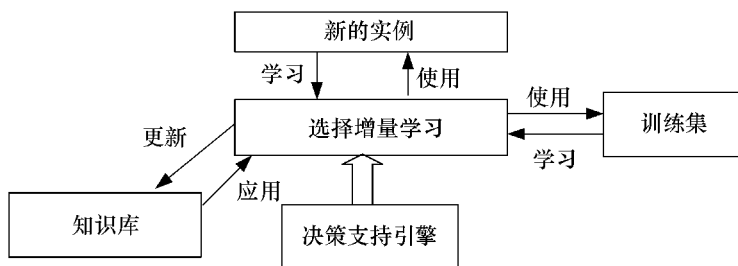 新的实例
学习
使用
选择增量学习
使用
训练集
学习
更新
应用
知识库
决策支持引擎